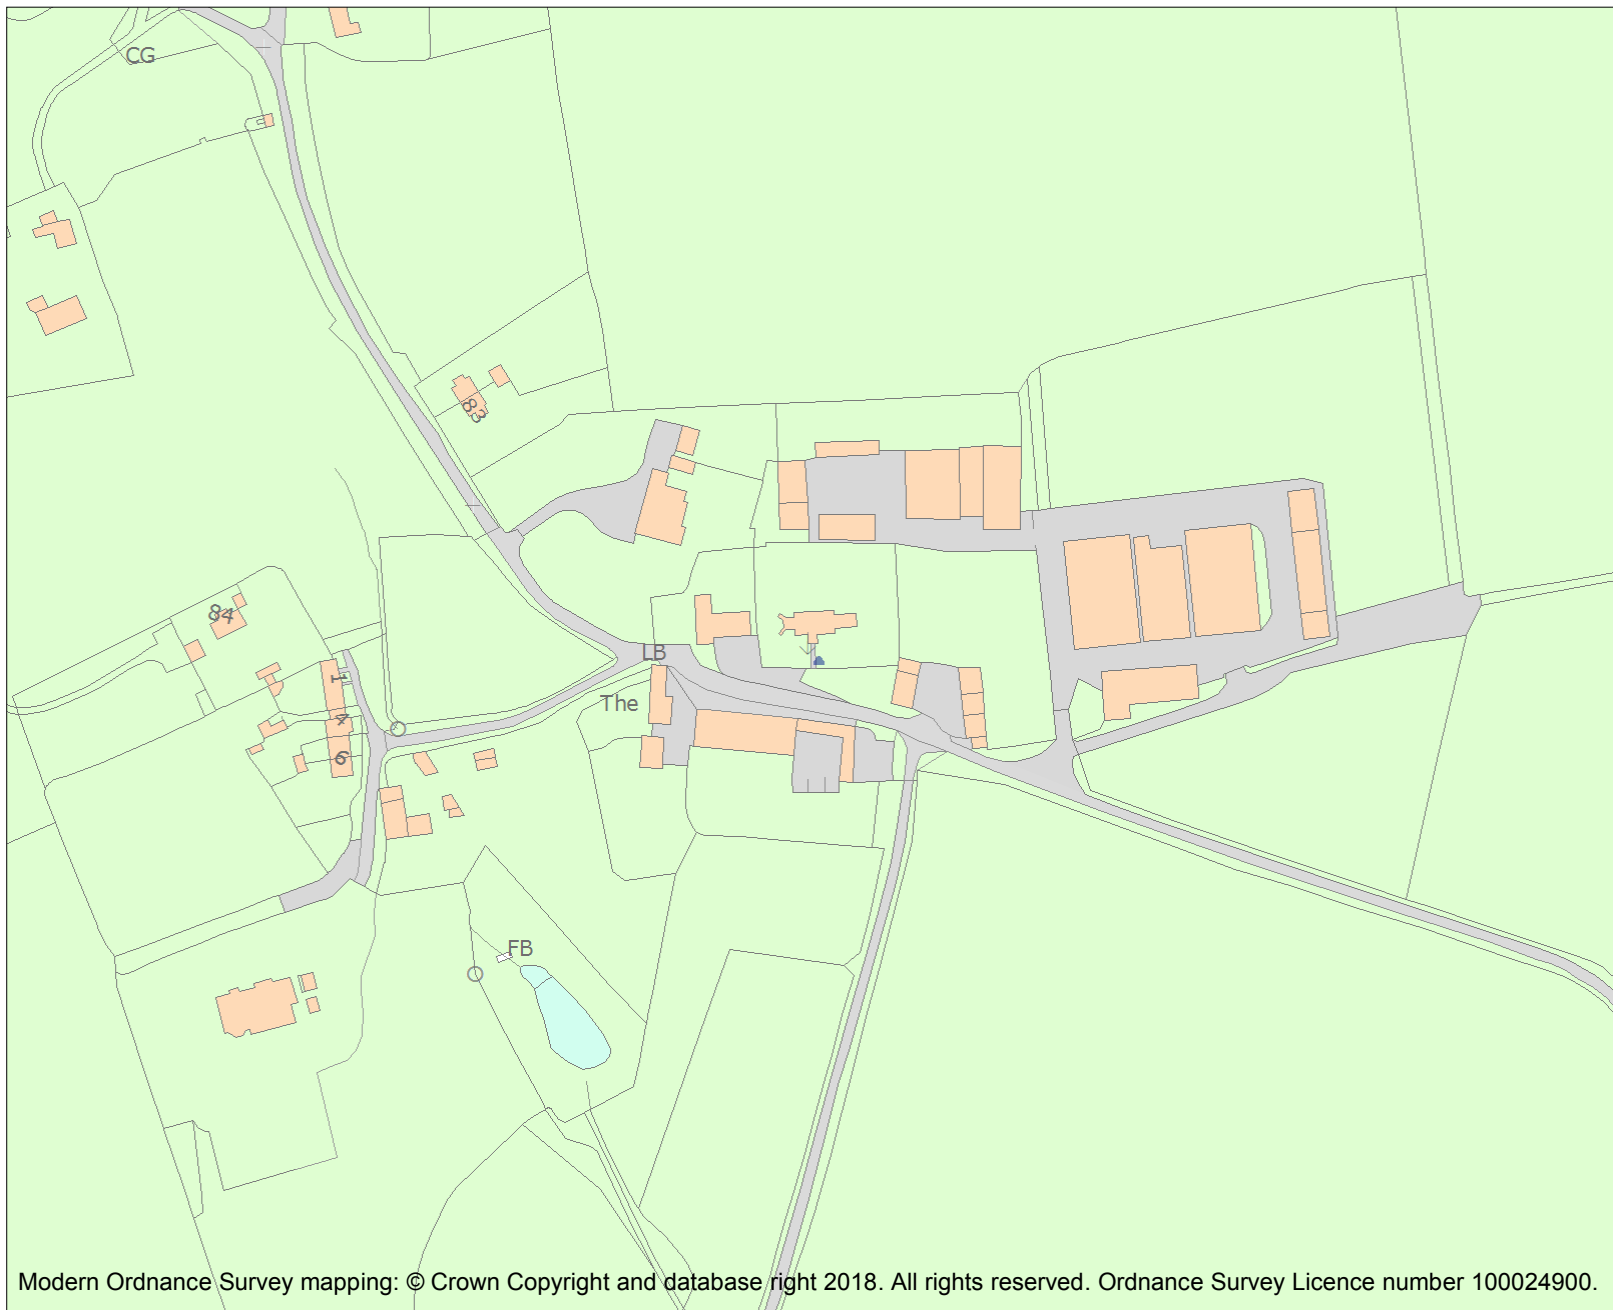 CG
83
84
LB
1
The
4
6
FB
Modern Ordnance Survey mapping: © Crown Copyright and database right 2018. All rights reserved. Ordnance Survey Licence number 100024900.